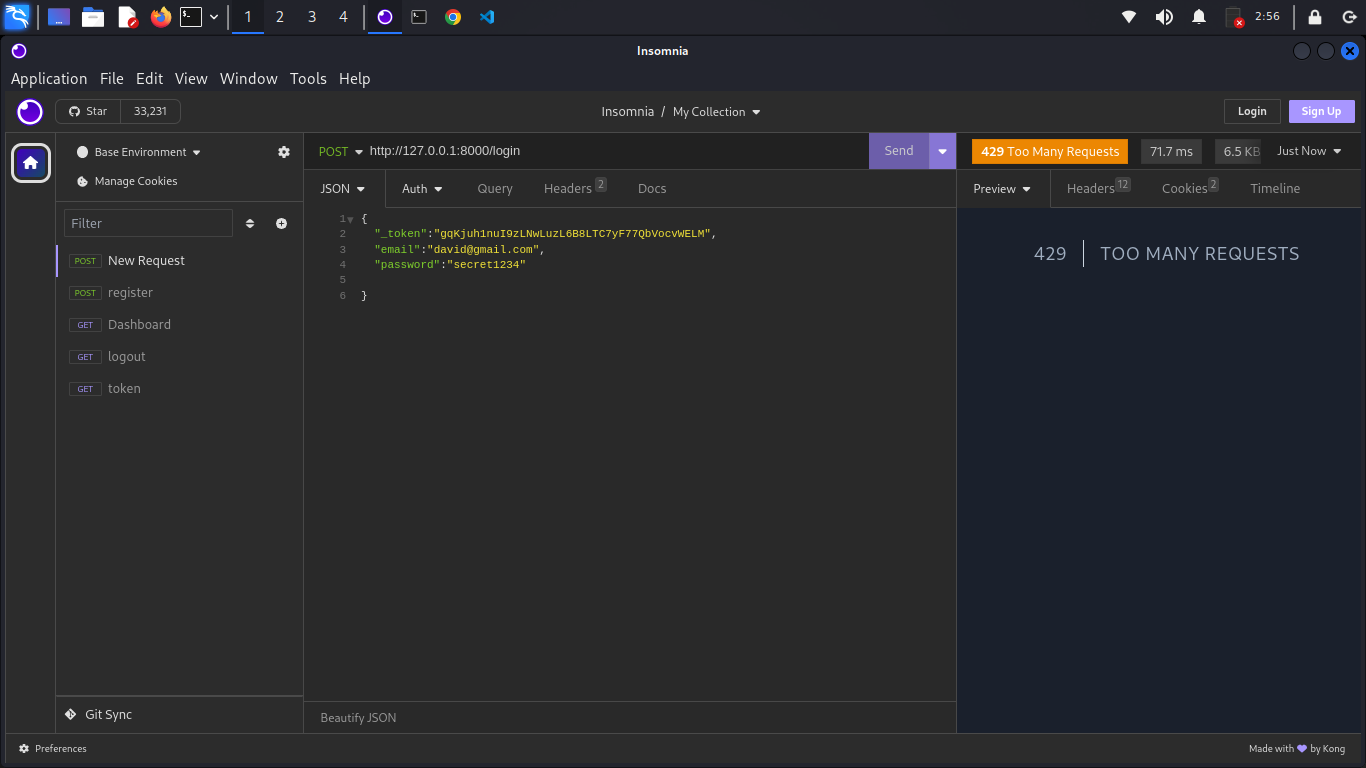 1 2 3 4 2:56
Insomnia
Application File Edit View Window Tools Help
Star 33,231 Insomnia / My Collection Login Sign Up
Base Environment
Manage Cookies
Filter
POST New Request
POST register
GET Dashboard
GET logout
GET token
Git Sync
POST http://127.0.0.1:8000/login Send
JSON Auth Query Headers 2 Docs
1 {
2 "_token":"gqKjuh1nuI9zLNwLuzL6B8LTC7yF77QbVocvWELM",
3 "email":"david@gmail.com",
4 "password":"secret1234"
5
6 }
Beautify JSON
429 Too Many Requests 71.7 ms 6.5 KB Just Now
Preview Headers 12 Cookies 2 Timeline
429 TOO MANY REQUESTS
Preferences Made with by Kong